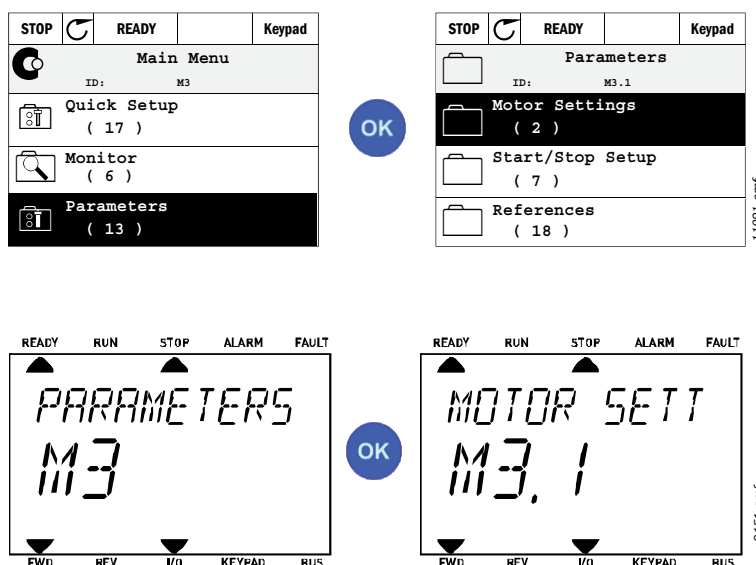 STOP READY Keypad
Main Menu
ID: M3
Quick Setup
( 17 )
Monitor
( 6 )
Parameters
( 13 )
OK
STOP READY Keypad
Parameters
ID: M3.1
Motor Settings
( 2 )
Start/Stop Setup
( 7 )
References
( 18 )
READY RUN STOP ALARM FAULT
PARAMETERS
M3
FWD REV I/O KEYPAD BUS
OK
READY RUN STOP ALARM FAULT
MOTOR SETT
M3.1
FWD REV I/O KEYPAD BUS